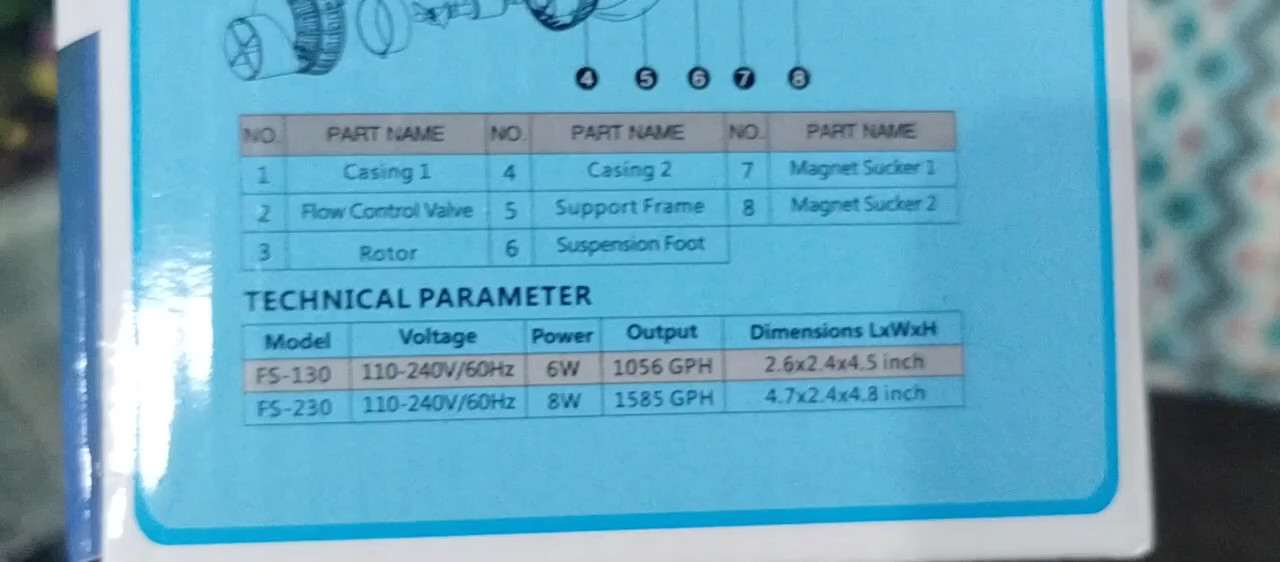 4 5 6 7 8
NO. PART NAME NO. PART NAME NO. PART NAME
1 Casing 1 4 Casing 2 7 Magnet Sucker 1
2 Flow Control Valve 5 Support Frame 8 Magnet Sucker 2
3 Rotor 6 Suspension Foot
TECHNICAL PARAMETER
Model Voltage Power Output Dimensions LxWxH
FS-130 110-240V/60Hz 6W 1056 GPH 2.6x2.4x4.5 inch
FS-230 110-240V/60Hz 8W 1585 GPH 4.7x2.4x4.8 inch